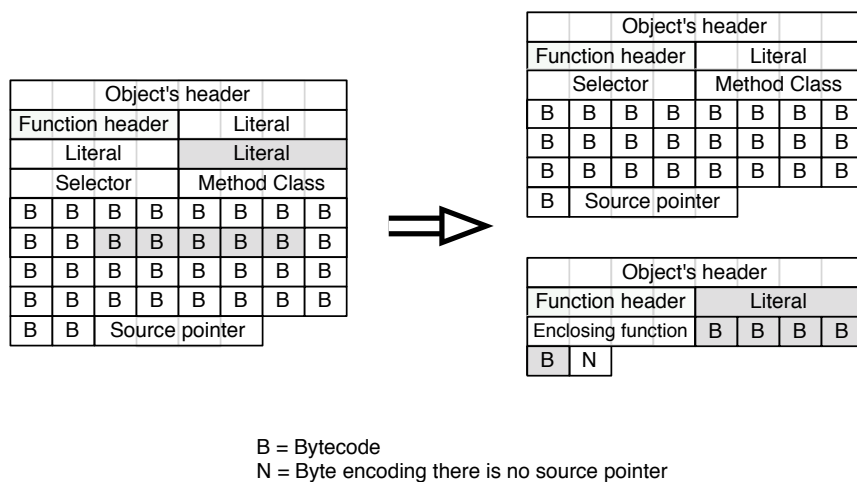 Object's header
Function header Literal
Literal Literal
Selector Method Class
B B B B B B B B
B B B B B B B B
B B B B B B B B
B B B B B B B B
B B Source pointer
Object's header
Function header Literal
Selector Method Class
B B B B B B B B
B B B B B B B B
B B B B B B B B
B Source pointer
Object's header
Function header Literal
Enclosing function B B B B
B N
B = Bytecode
N = Byte encoding there is no source pointer